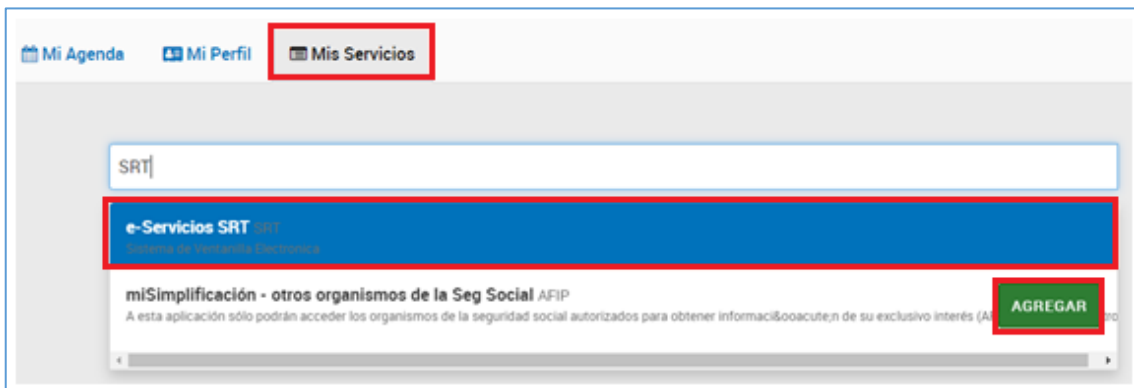 Mi Agenda Mi Perfil Mis Servicios
SRT
e-Servicios SRT SRT
Sistema de Ventanilla Electronica
miSimplificación - otros organismos de la Seg Social AFIP
AGREGAR
A esta aplicación sólo podrán acceder los organismos de la seguridad social autorizados para obtener informaci&ooacute;n de su exclusivo interés